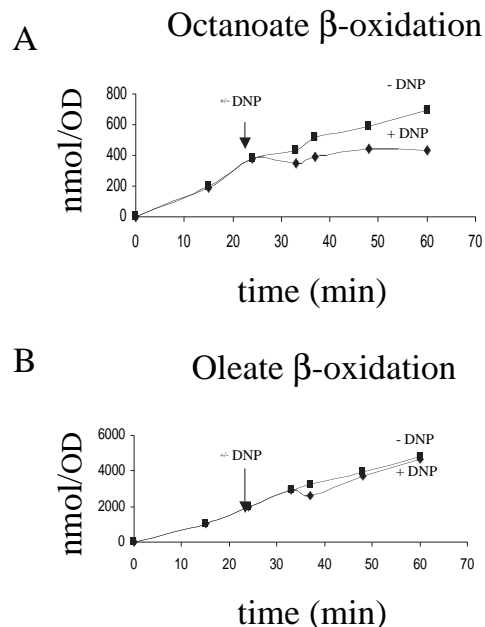 A
Octanoate β-oxidation
nmol/OD
800
600
400
200
0
+/- DNP
- DNP
+ DNP
0 10 20 30 40 50 60 70
time (min)
B
Oleate β-oxidation
nmol/OD
6000
4000
2000
0
+/- DNP
- DNP
+ DNP
0 10 20 30 40 50 60 70
time (min)